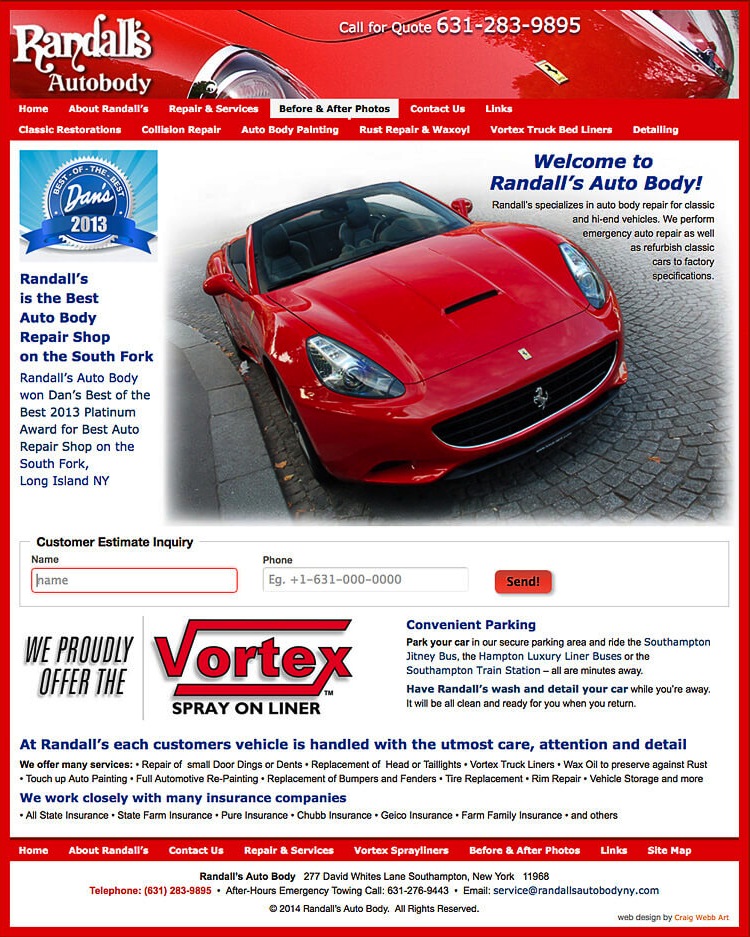 Randall's
Autobody
Call for Quote 631-283-9895
Home About Randall's Repair & Services Before & After Photos Contact Us Links
Classic Restorations Collision Repair Auto Body Painting Rust Repair & Waxoyl Vortex Truck Bed Liners Detailing
BEST-OF-THE-BEST
Dan's
2013
Welcome to
Randall's Auto Body!
Randall's specializes in auto body repair for classic
and hi-end vehicles. We perform
emergency auto repair as well
as refurbish classic
cars to factory
specifications.
Randall's
is the Best
Auto Body
Repair Shop
on the South Fork
Randall's Auto Body
won Dan's Best of the
Best 2013 Platinum
Award for Best Auto
Repair Shop on the
South Fork,
Long Island NY
Customer Estimate Inquiry
Name Phone
name Eg. +1-631-000-0000 Send!
WE PROUDLY
OFFER THE
Vortex™
SPRAY ON LINER
Convenient Parking
Park your car in our secure parking area and ride the Southampton
Jitney Bus, the Hampton Luxury Liner Buses or the
Southampton Train Station – all are minutes away.
Have Randall's wash and detail your car while you're away.
It will be all clean and ready for you when you return.
At Randall's each customers vehicle is handled with the utmost care, attention and detail
We offer many services: • Repair of small Door Dings or Dents • Replacement of Head or Taillights • Vortex Truck Liners • Wax Oil to preserve against Rust
• Touch up Auto Painting • Full Automotive Re-Painting • Replacement of Bumpers and Fenders • Tire Replacement • Rim Repair • Vehicle Storage and more
We work closely with many insurance companies
• All State Insurance • State Farm Insurance • Pure Insurance • Chubb Insurance • Geico Insurance • Farm Family Insurance • and others
Home About Randall's Contact Us Repair & Services Vortex Sprayliners Before & After Photos Links Site Map
Randall's Auto Body 277 David Whites Lane Southampton, New York 11968
Telephone: (631) 283-9895 • After-Hours Emergency Towing Call: 631-276-9443 • Email: service@randallsautobodyny.com
© 2014 Randall's Auto Body. All Rights Reserved.
web design by Craig Webb Art